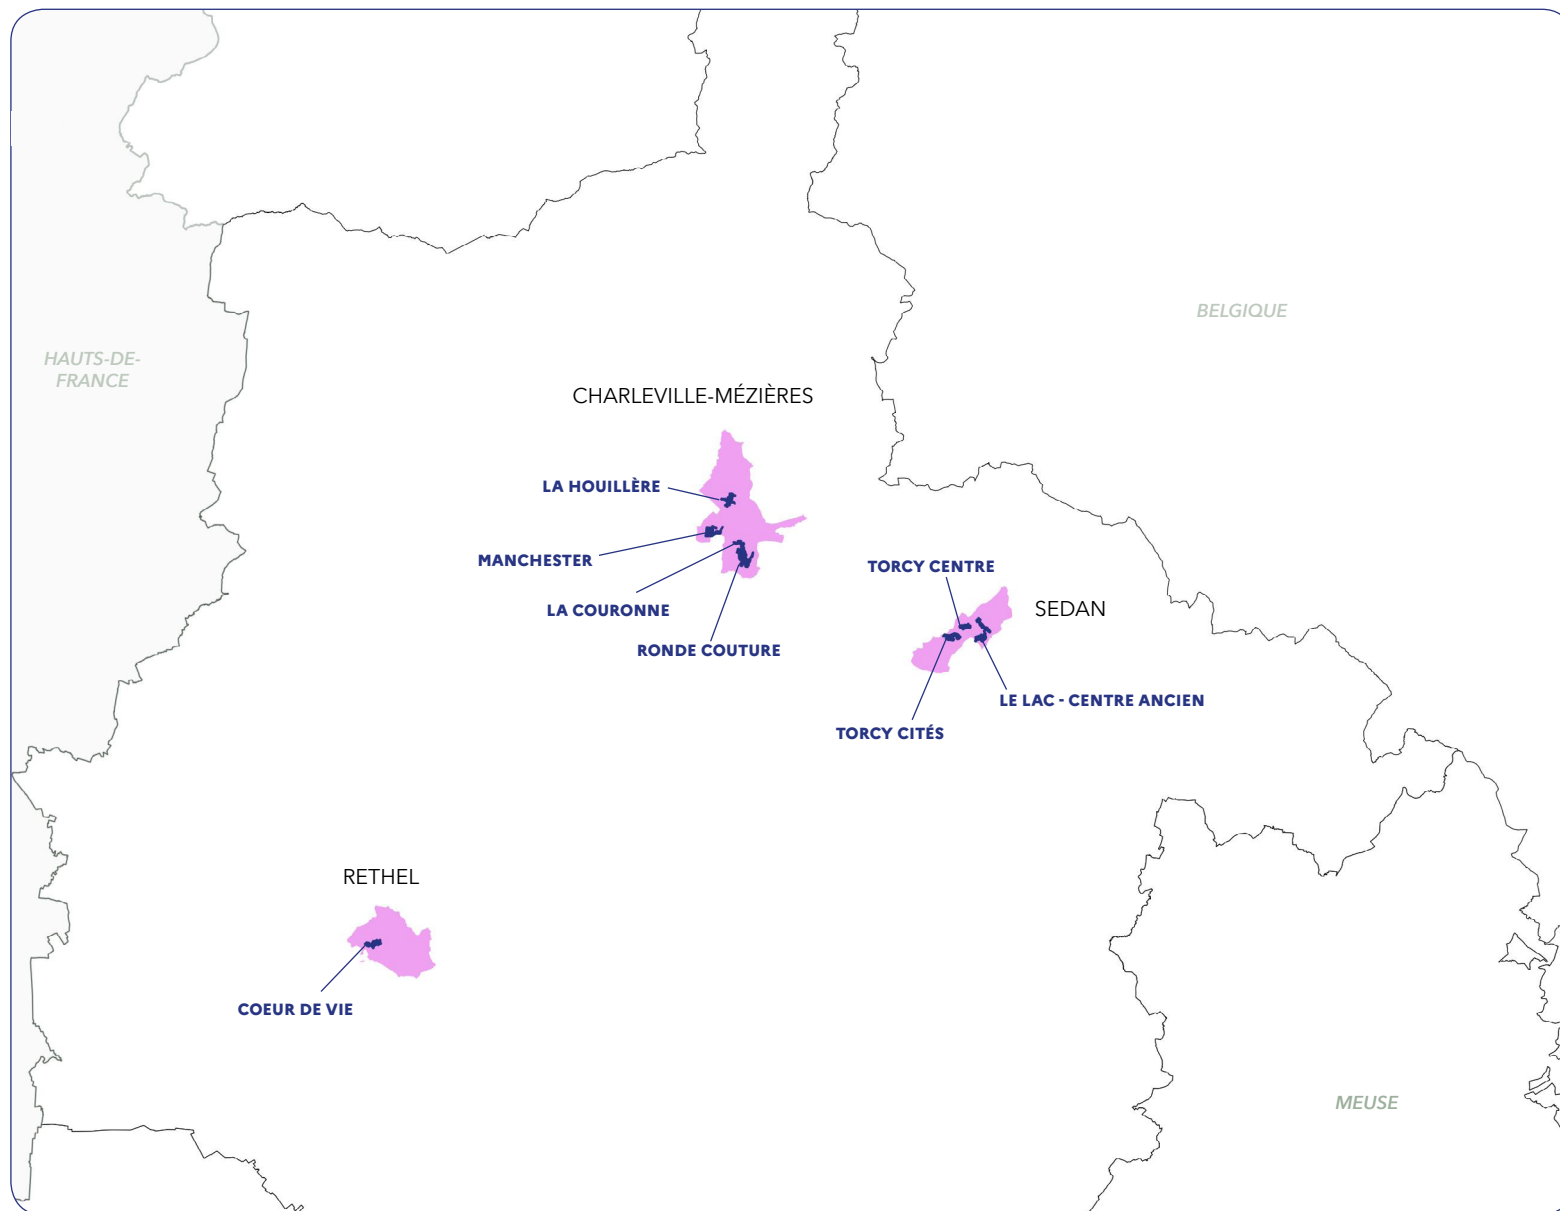 BELGIQUE
HAUTS-DE-
FRANCE
CHARLEVILLE-MÉZIÈRES
LA HOUILLÈRE
MANCHESTER
TORCY CENTRE
LA COURONNE
SEDAN
RONDE COUTURE
LE LAC - CENTRE ANCIEN
TORCY CITÉS
RETHEL
COEUR DE VIE
MEUSE